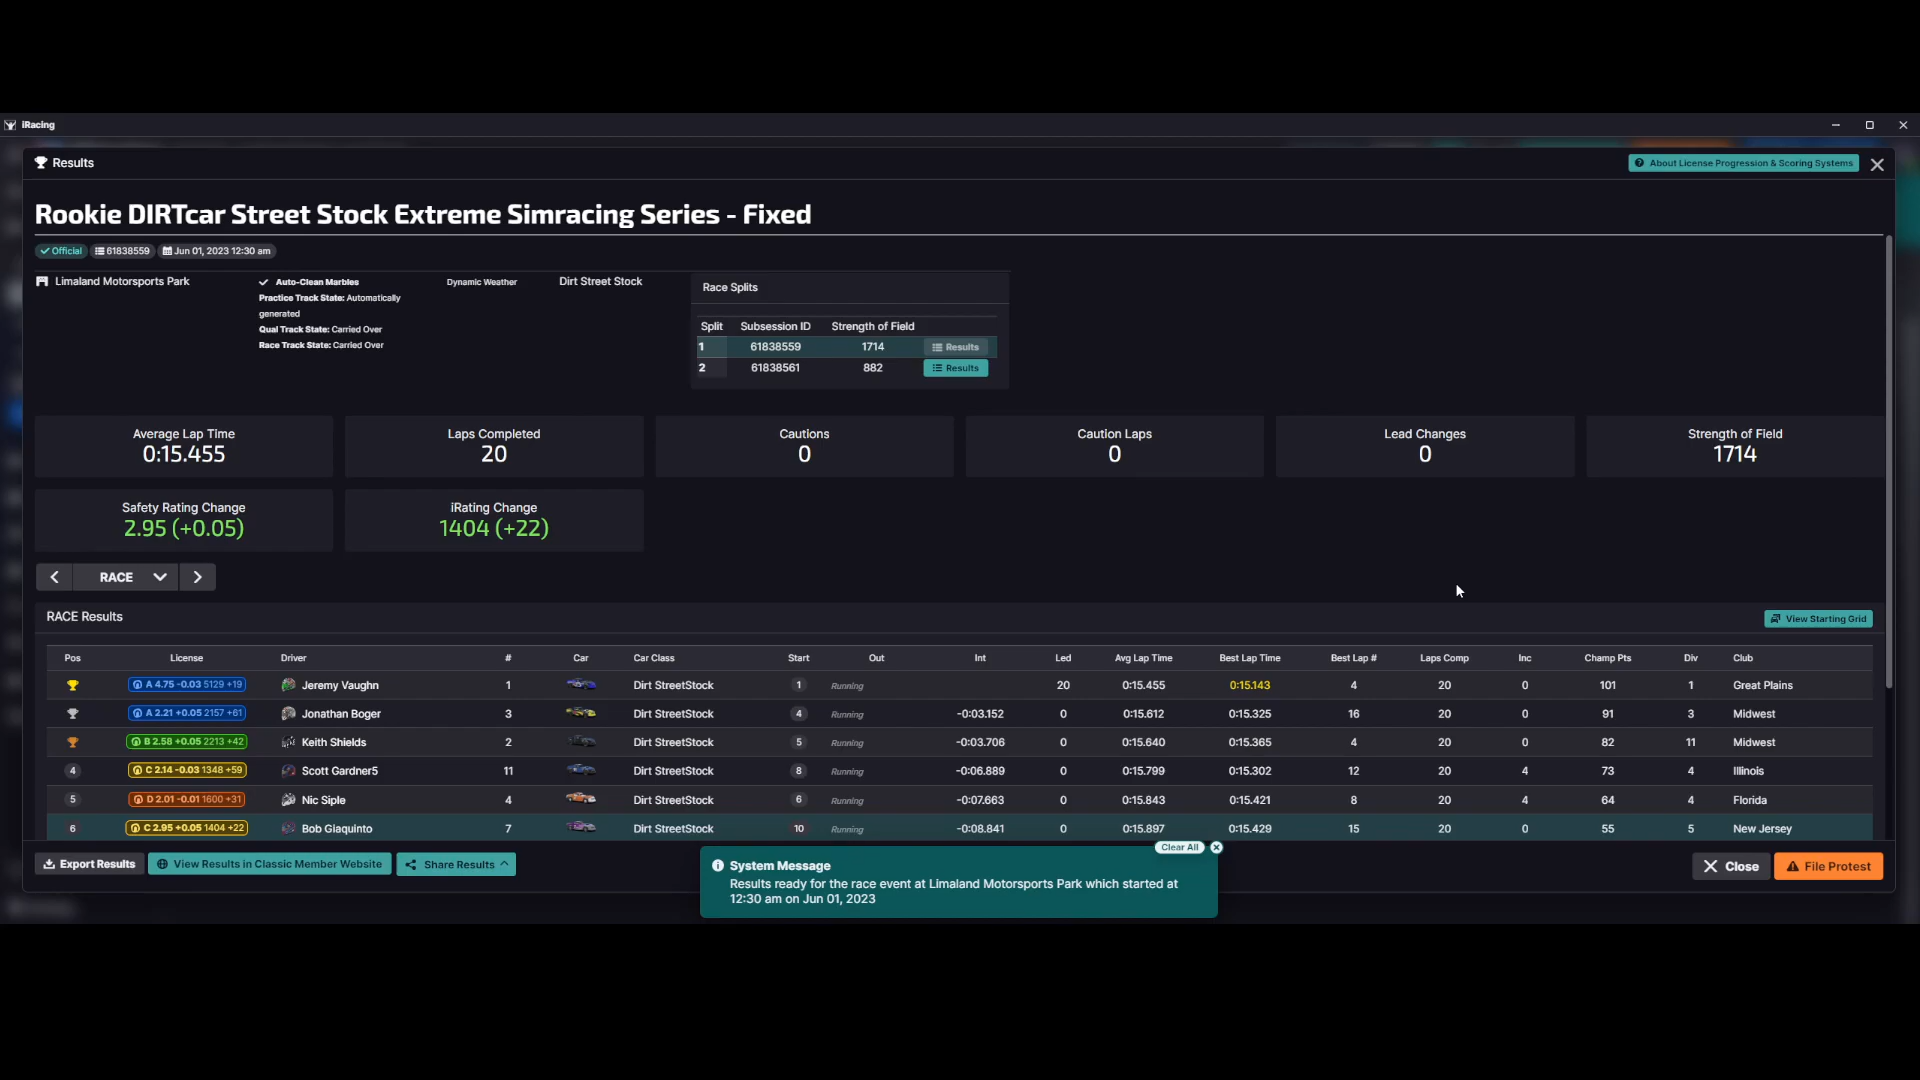 iRacing
Results
About License Progression & Scoring Systems
Rookie DIRTcar Street Stock Extreme Simracing Series - Fixed
Official 61838559 Jun 01, 2023 12:30 am
Limaland Motorsports Park
Auto-Clean Marbles
Practice Track State: Automatically
generated
Qual Track State: Carried Over
Race Track State: Carried Over
Dynamic Weather
Dirt Street Stock
Race Splits
Split Subsession ID Strength of Field
1 61838559 1714 Results
2 61838561 882 Results
Average Lap Time
0:15.455
Laps Completed
20
Cautions
0
Caution Laps
0
Lead Changes
0
Strength of Field
1714
Safety Rating Change
2.95 (+0.05)
iRating Change
1404 (+22)
RACE
RACE Results
View Starting Grid
Pos License Driver # Car Car Class Start Out Int Led Avg Lap Time Best Lap Time Best Lap # Laps Comp Inc Champ Pts Div Club
A 4.75 -0.03 5129 +19 Jeremy Vaughn 1 Dirt StreetStock 1 Running 20 0:15.455 0:15.143 4 20 0 101 1 Great Plains
A 2.21 +0.05 2157 +61 Jonathan Boger 3 Dirt StreetStock 4 Running -0:03.152 0 0:15.612 0:15.325 16 20 0 91 3 Midwest
B 2.58 +0.05 2213 +42 Keith Shields 2 Dirt StreetStock 5 Running -0:03.706 0 0:15.640 0:15.365 4 20 0 82 11 Midwest
4 C 2.14 -0.03 1348 +59 Scott Gardner5 11 Dirt StreetStock 8 Running -0:06.889 0 0:15.799 0:15.302 12 20 4 73 4 Illinois
5 D 2.01 -0.01 1600 +31 Nic Siple 4 Dirt StreetStock 6 Running -0:07.663 0 0:15.843 0:15.421 8 20 4 64 4 Florida
6 C 2.95 +0.05 1404 +22 Bob Giaquinto 7 Dirt StreetStock 10 Running -0:08.841 0 0:15.897 0:15.429 15 20 0 55 5 New Jersey
Export Results
View Results in Classic Member Website
Share Results
Clear All
System Message
Results ready for the race event at Limaland Motorsports Park which started at
12:30 am on Jun 01, 2023
Close
File Protest